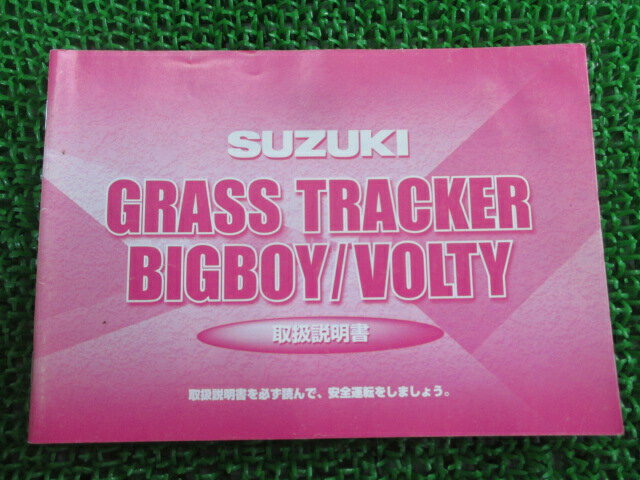 SUZUKI
GRASS TRACKER
BIGBOY/VOLTY
取扱説明書
取扱説明書を必ず読んで、安全運転をしましょう。